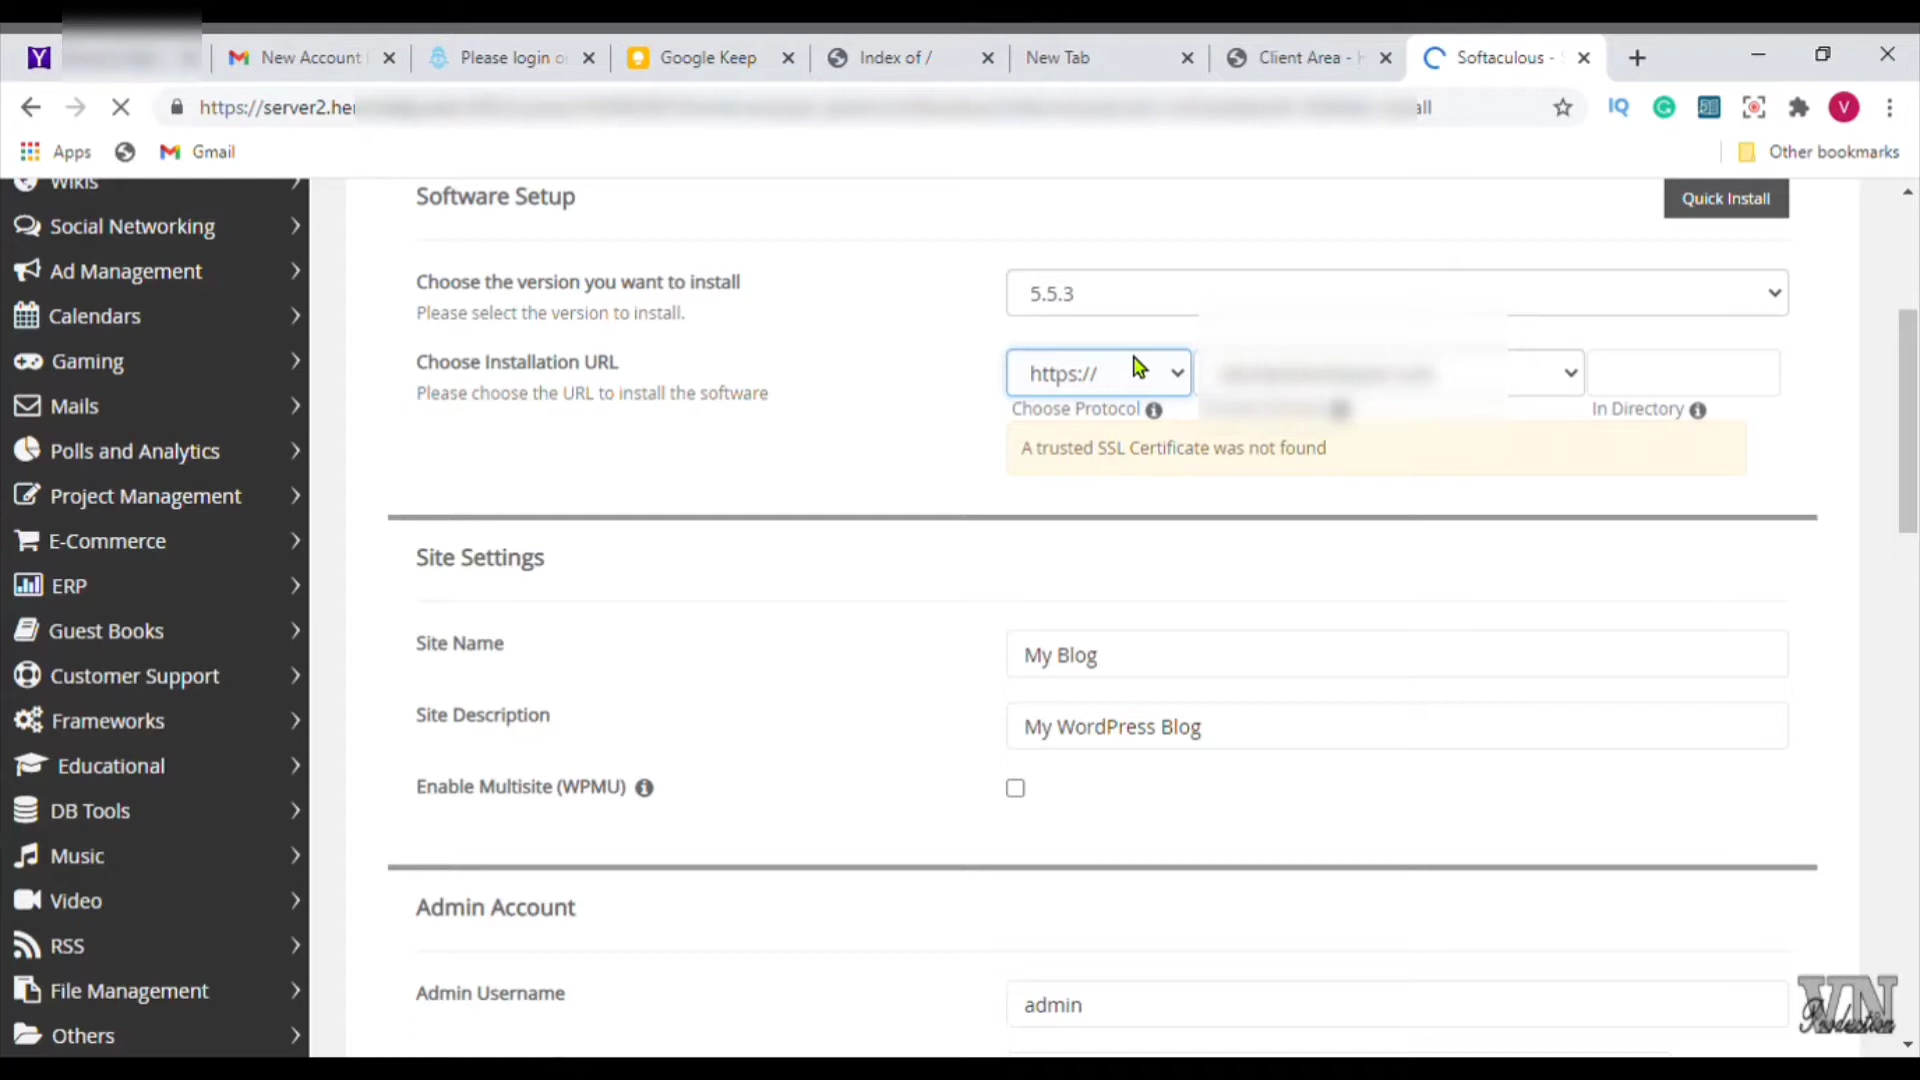 New Account
Please login o
Google Keep
Index of /
New Tab
Client Area -
Softaculous -
https://server2.he
all
IQ
V
Apps
Gmail
Other bookmarks
Wikis
Social Networking
Ad Management
Calendars
Gaming
Mails
Polls and Analytics
Project Management
E-Commerce
ERP
Guest Books
Customer Support
Frameworks
Educational
DB Tools
Music
Video
RSS
File Management
Others
Software Setup
Quick Install
Choose the version you want to install
Please select the version to install.
5.5.3
Choose Installation URL
Please choose the URL to install the software
https://
Choose Protocol
In Directory
A trusted SSL Certificate was not found
Site Settings
Site Name
My Blog
Site Description
My WordPress Blog
Enable Multisite (WPMU)
Admin Account
Admin Username
admin
VN
Production